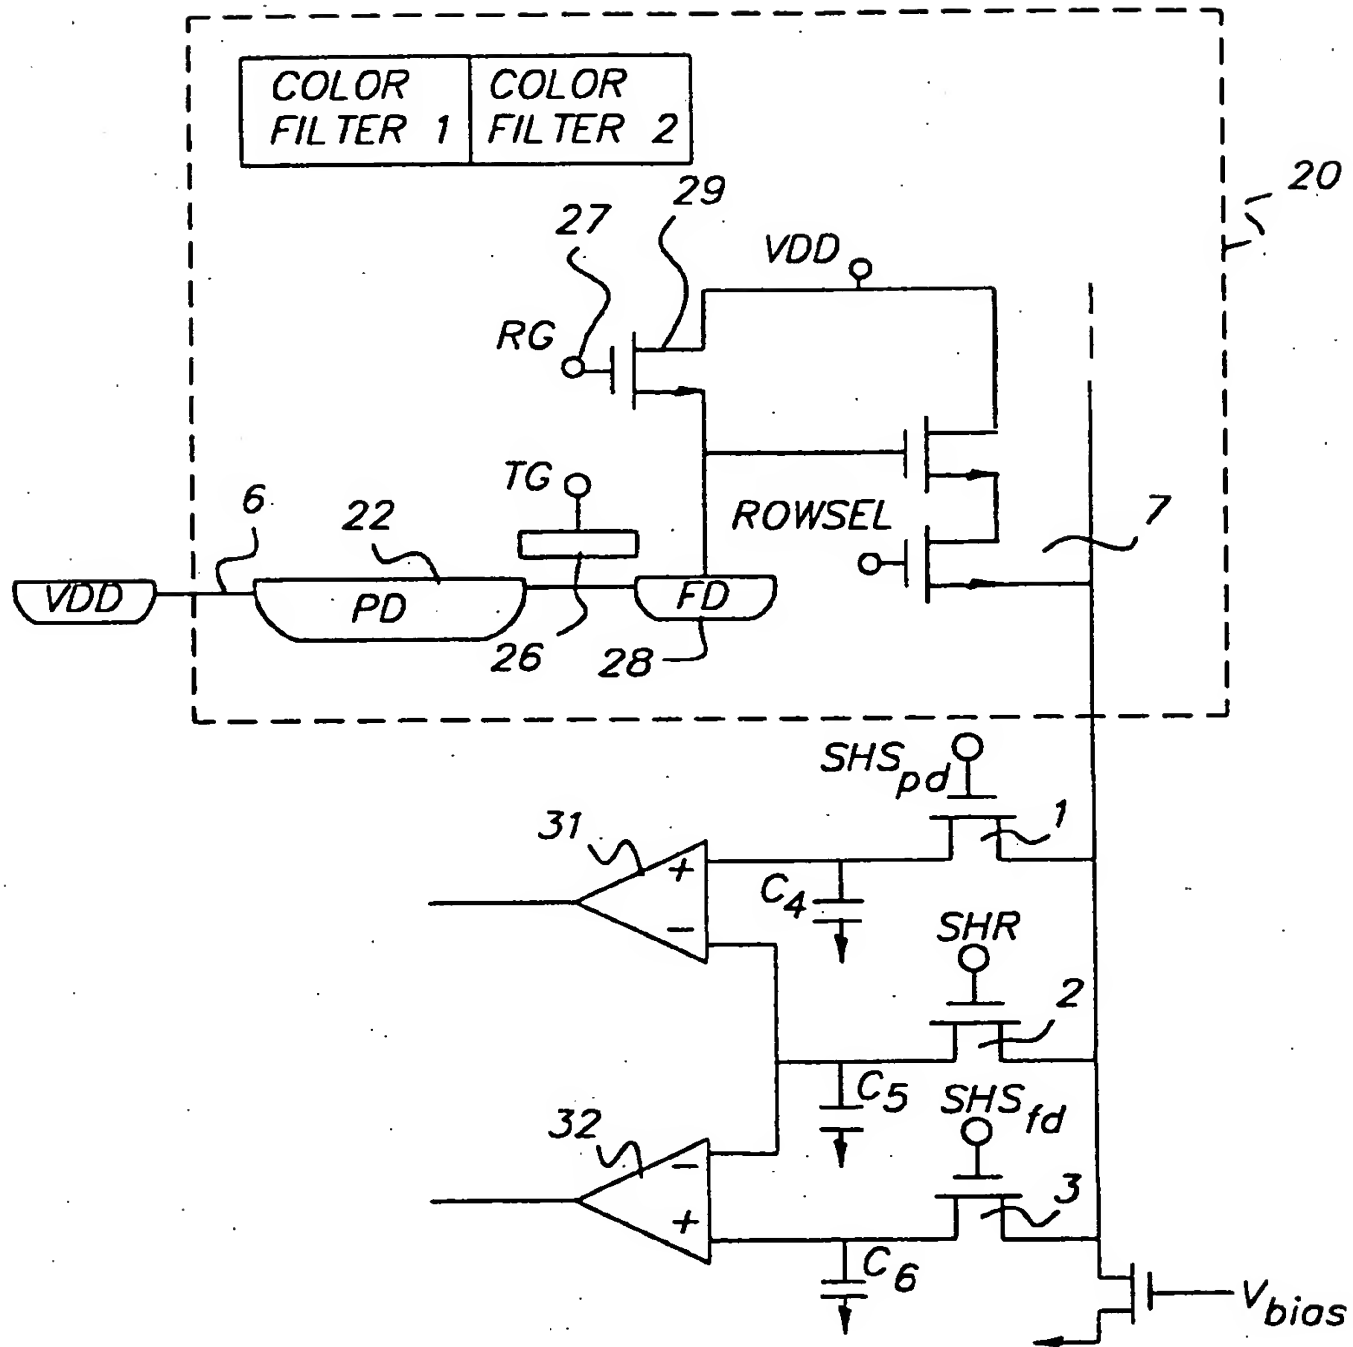 COLOR
FILTER 1
COLOR
FILTER 2
20
29
27
VDD
RG
TG
6
22
ROWSEL
7
VDD
PD
FD
26
28
SHSpd
1
31
+
C4
−
SHR
2
C5
SHSfd
32
−
3
+
C6
Vbias